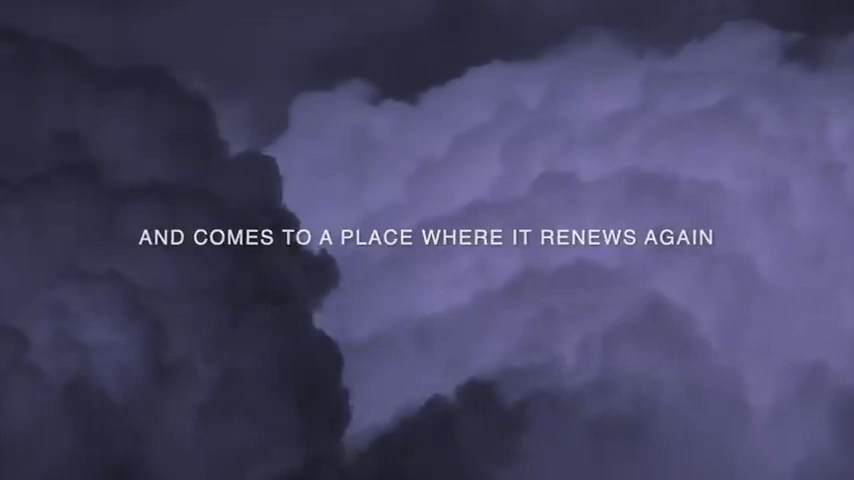 AND COMES TO A PLACE WHERE IT RENEWS AGAIN